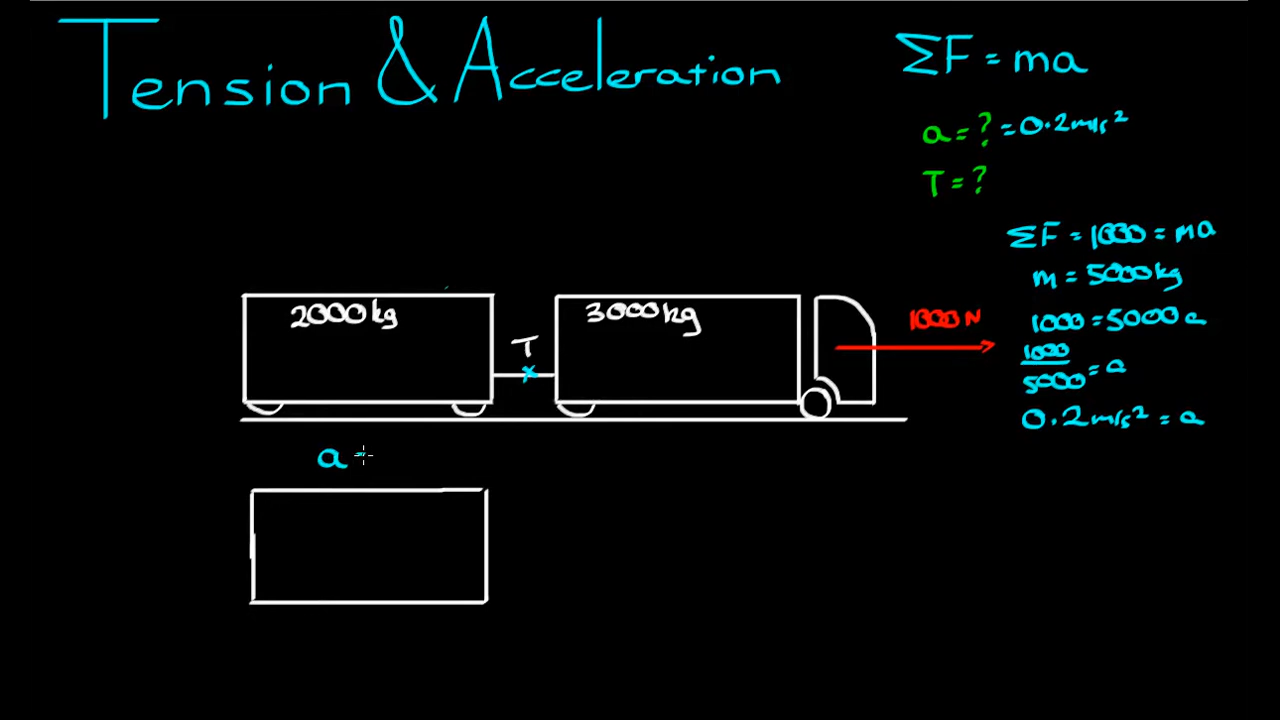 Tension & Acceleration
ΣF = ma
a = ? = 0.2 m/s²
T = ?
ΣF = 1000 = ma
m = 5000 kg
1000 = 5000 a
1000
5000 = a
0.2 m/s² = a
2000 kg
T
3000 kg
1000 N
a =